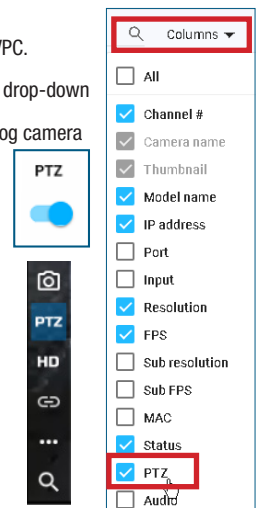 /PC.
drop-down
og camera
PTZ
PTZ
HD
Columns
All
Channel #
Camera name
Thumbnail
Model name
IP address
Port
Input
Resolution
FPS
Sub resolution
Sub FPS
MAC
Status
PTZ
Audio